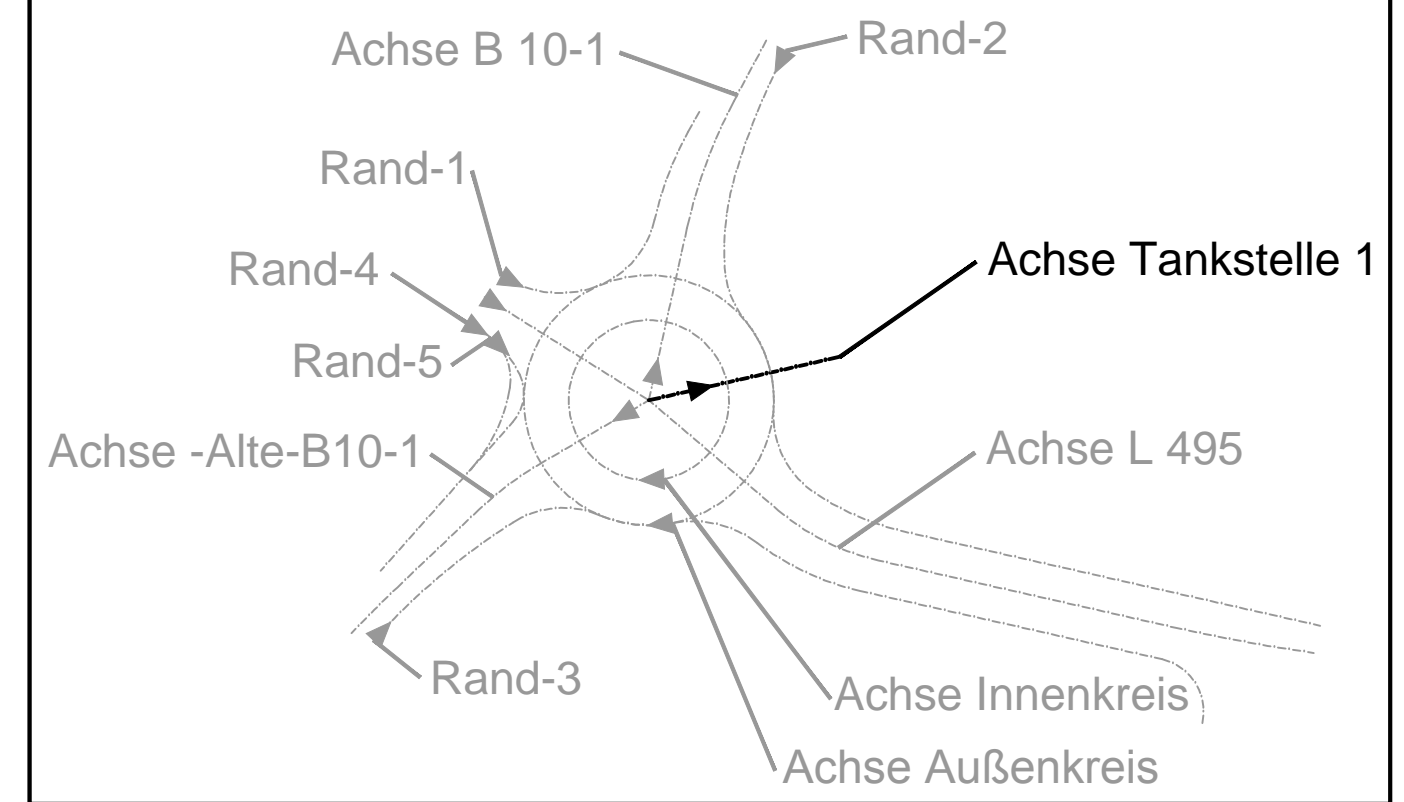 Achse B 10-1
Rand-2
Rand-1
Rand-4
Achse Tankstelle 1
Rand-5
Achse -Alte-B10-1
Achse L 495
Rand-3
Achse Innenkreis
Achse Außenkreis